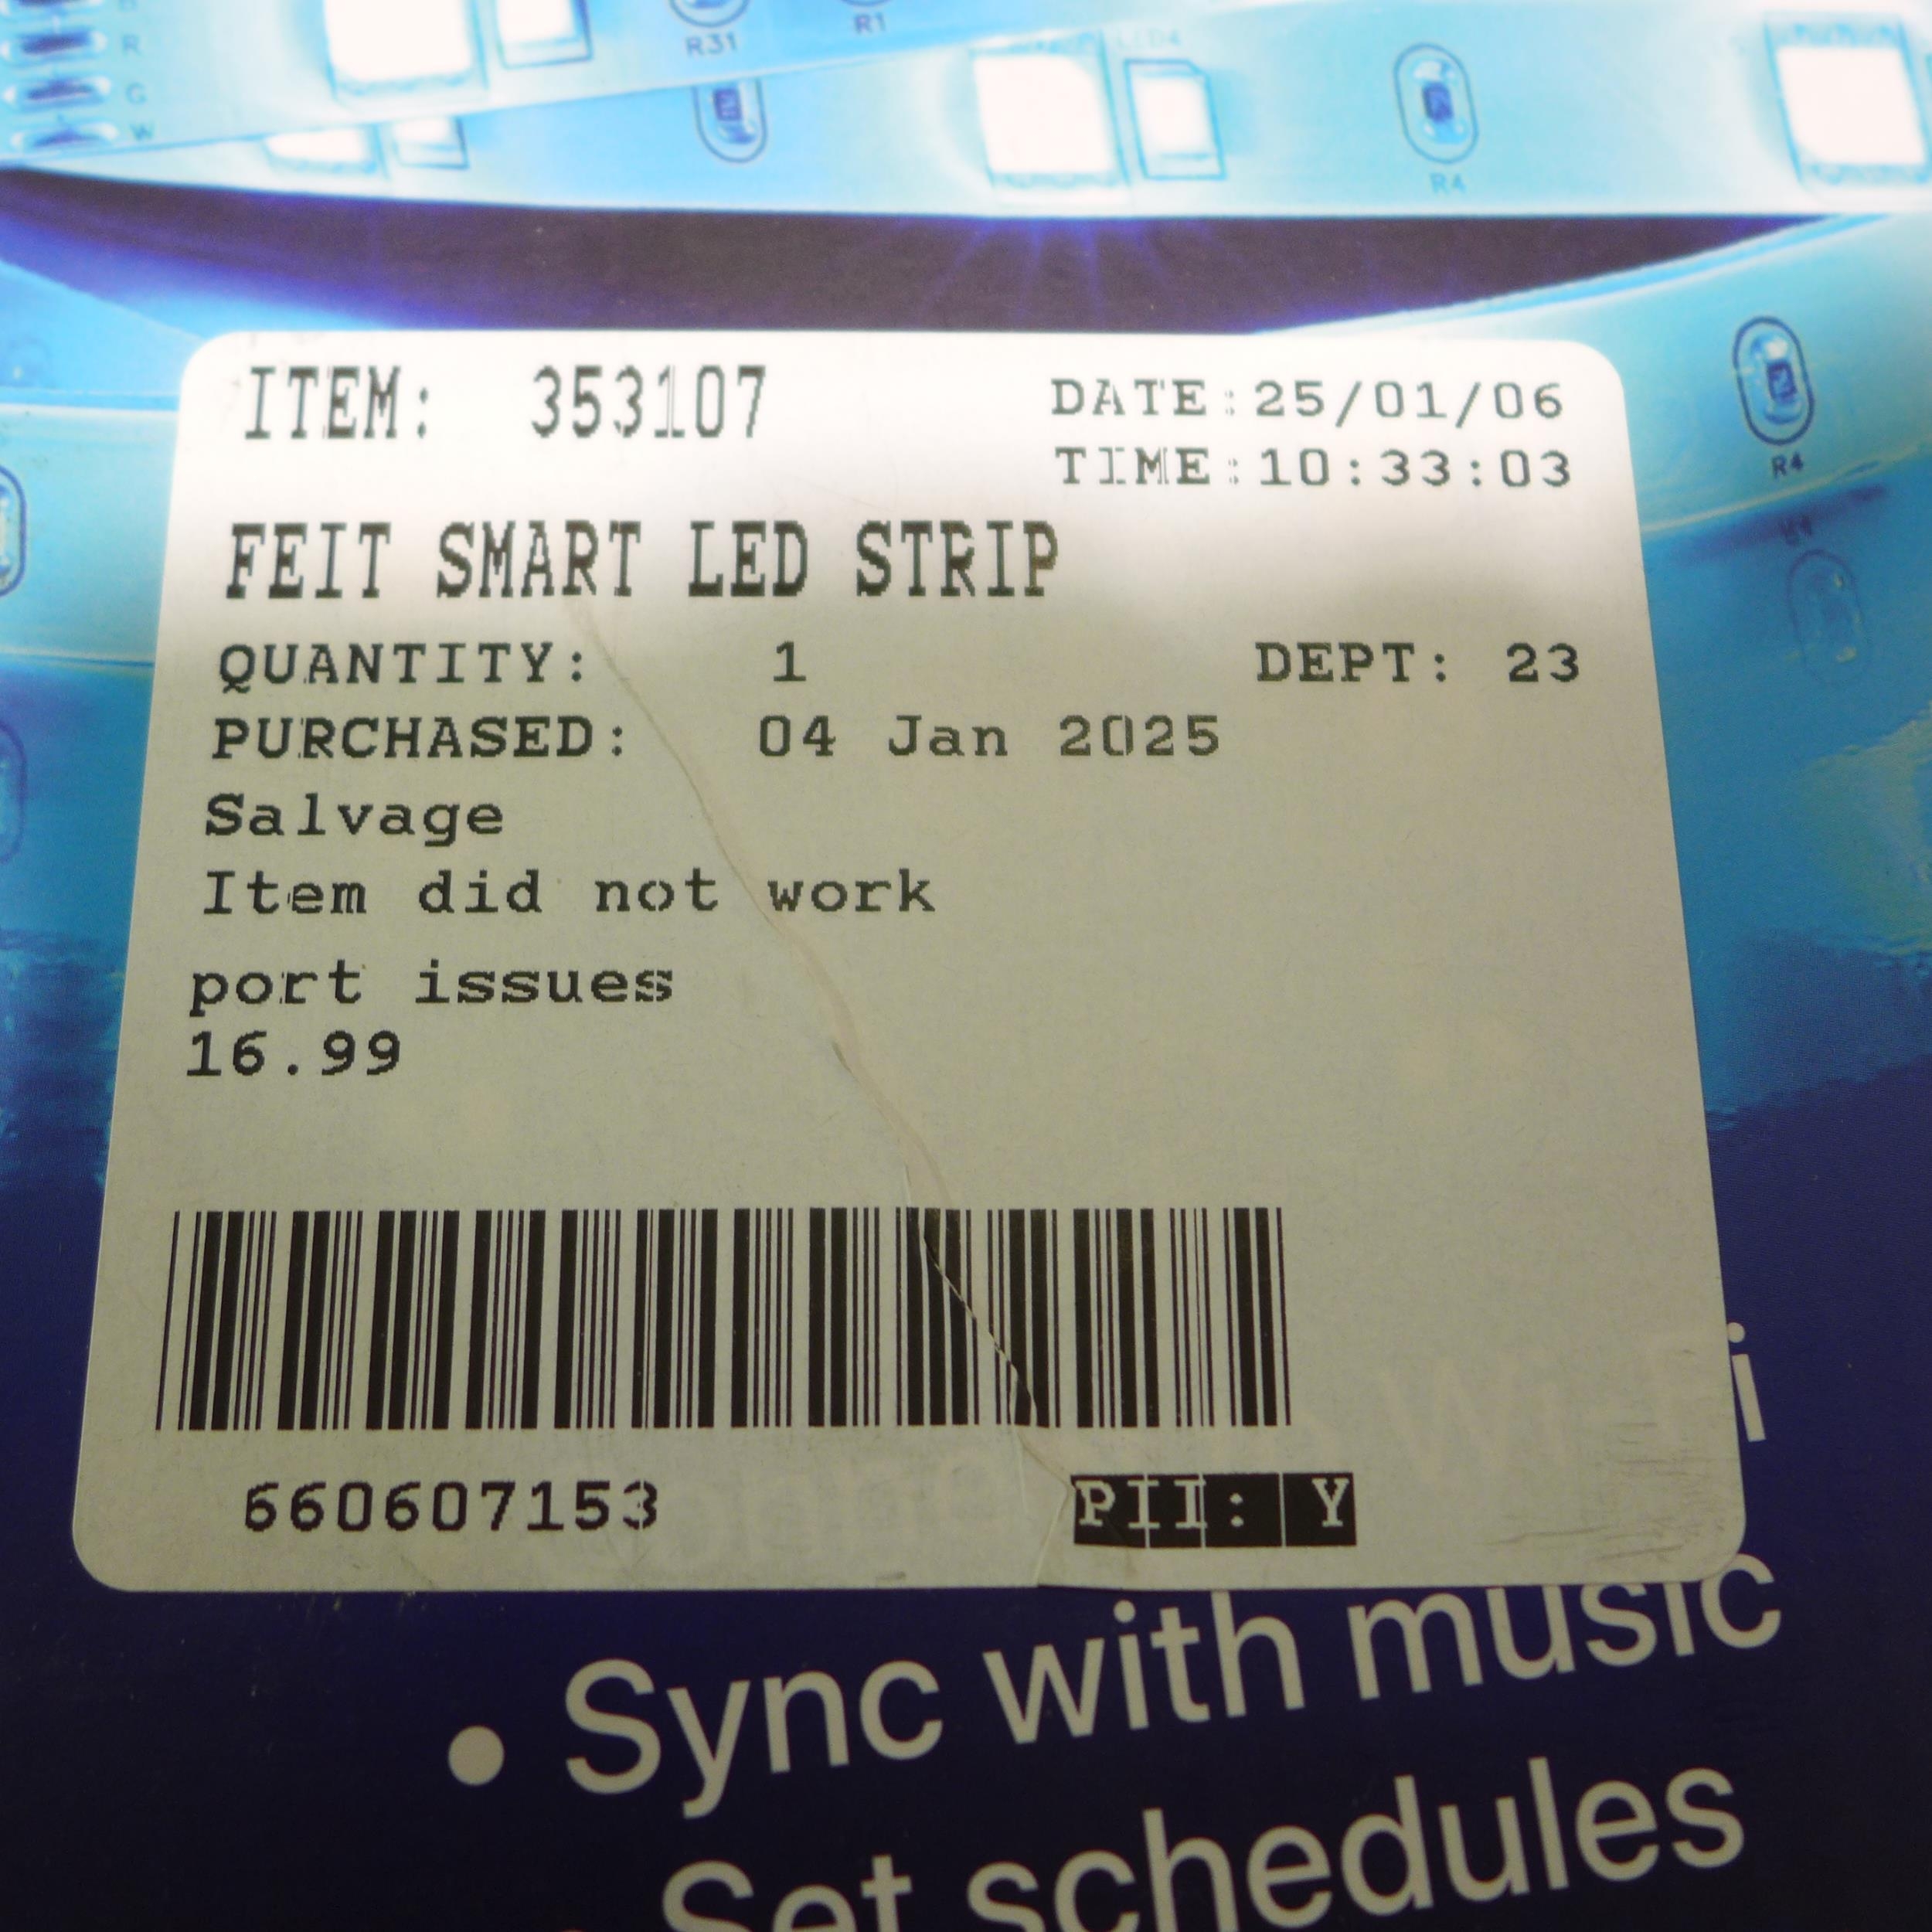 R
G
W
R31
R1
R4
ITEM: 353107
DATE:25/01/06
TIME:10:33:03
R4
FEIT SMART LED STRIP
QUANTITY: 1
DEPT: 23
PURCHASED: 04 Jan 2025
Salvage
Item did not work
port issues
16.99
660607153
PII: Y
• Sync with music
Set schedules